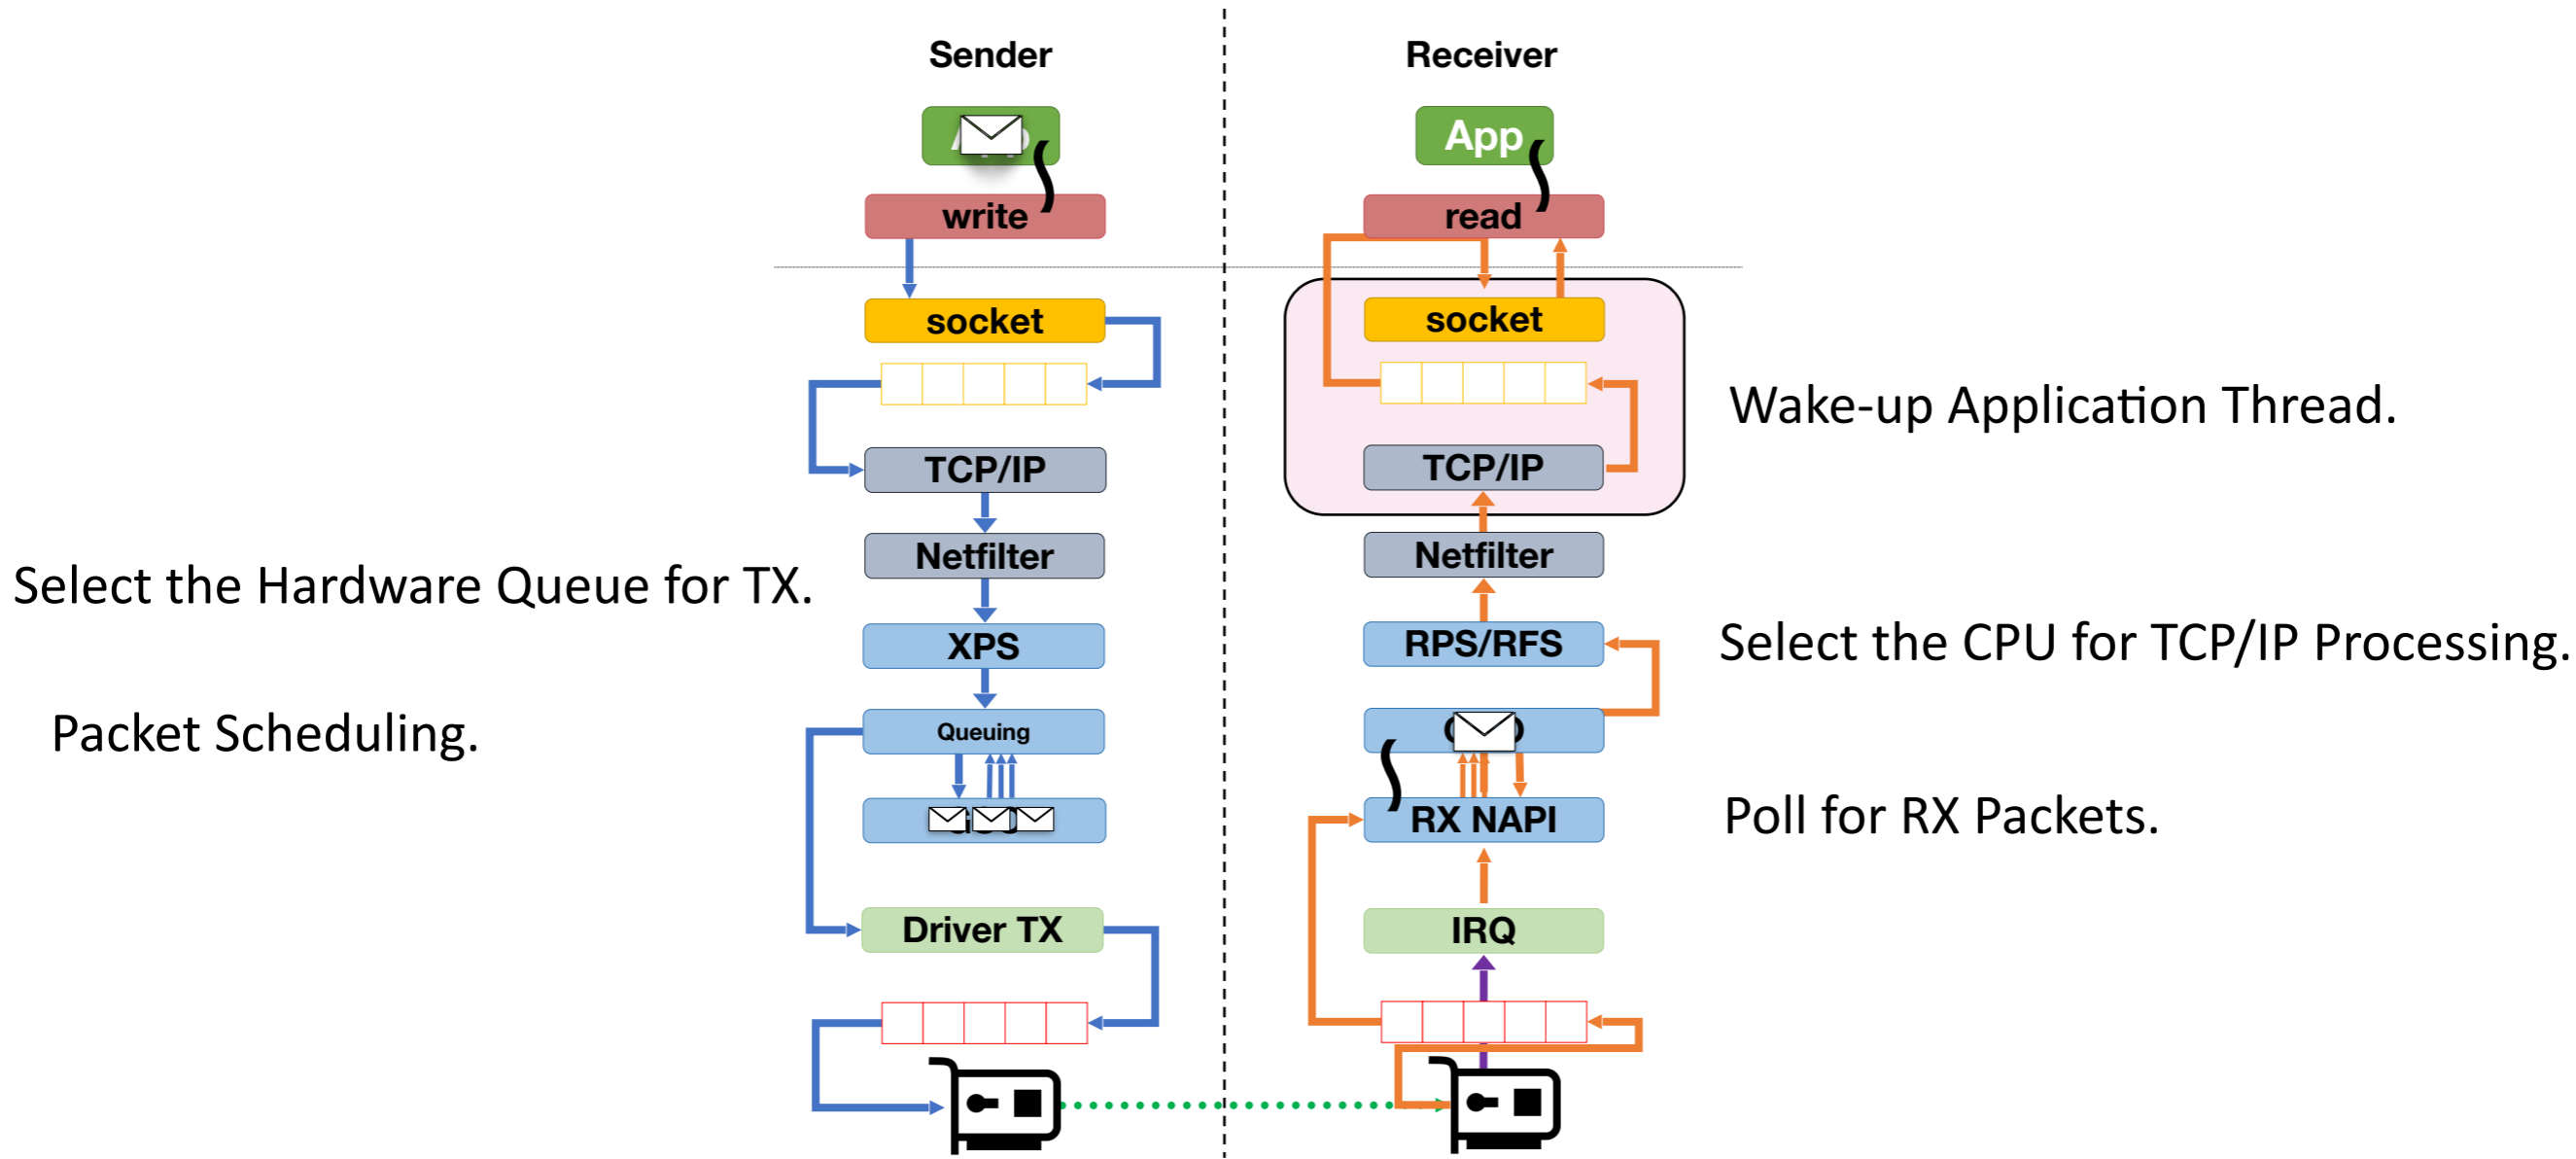 Sender
Receiver
App
write
read
socket
socket
Wake-up Application Thread.
TCP/IP
TCP/IP
Netfilter
Netfilter
Select the Hardware Queue for TX.
XPS
RPS/RFS
Select the CPU for TCP/IP Processing.
Packet Scheduling.
Queuing
RX NAPI
Poll for RX Packets.
Driver TX
IRQ